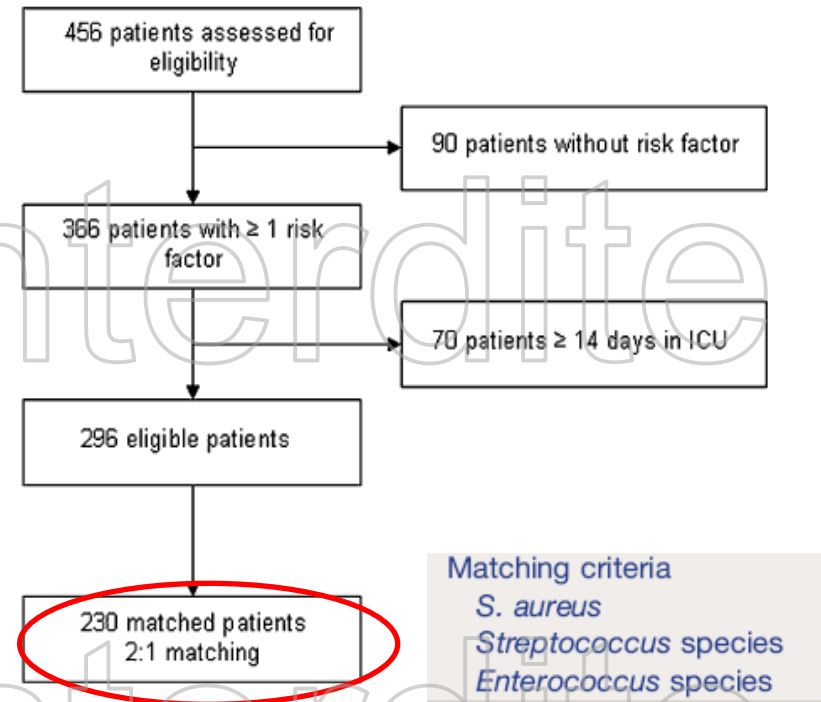 456 patients assessed for
eligibility
90 patients without risk factor
366 patients with ≥ 1 risk
factor
70 patients ≥ 14 days in ICU
296 eligible patients
230 matched patients
2:1 matching
Matching criteria
S. aureus
Streptococcus species
Enterococcus species
nterdite